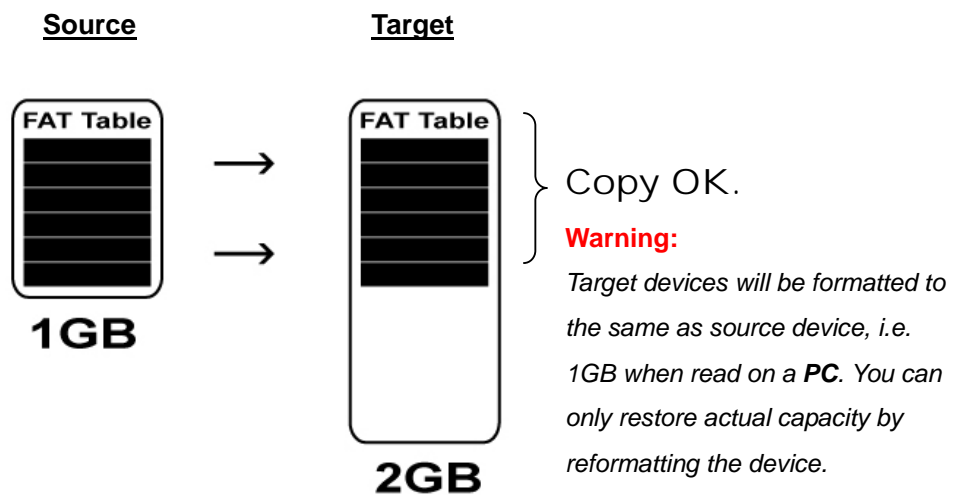 Source
Target
FAT Table
FAT Table
Copy OK.
Warning:
Target devices will be formatted to
the same as source device, i.e.
1GB when read on a PC. You can
only restore actual capacity by
reformatting the device.
1GB
2GB